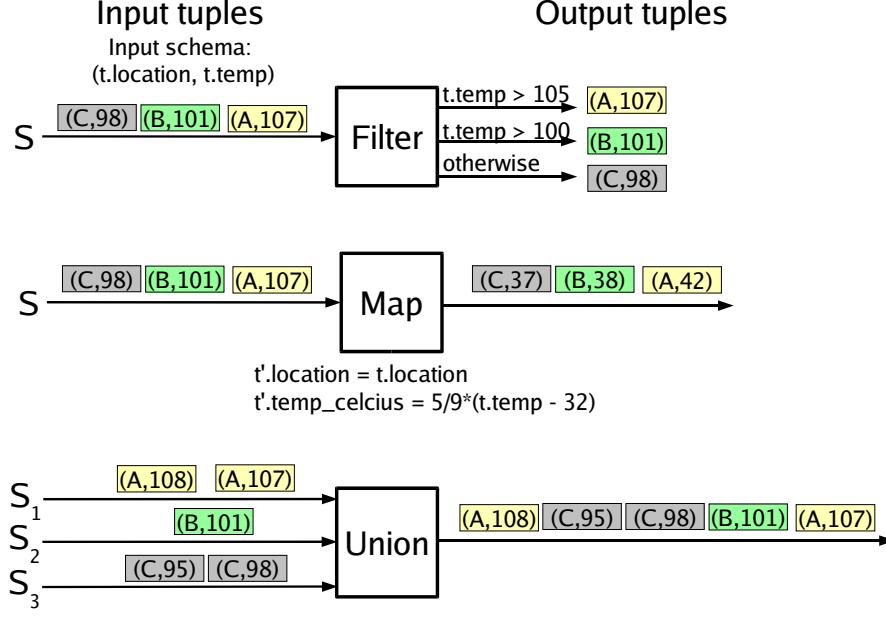 Input tuples
Output tuples
Input schema:
(t.location, t.temp)
S
(C,98) (B,101) (A,107)
Filter
t.temp > 105
(A,107)
t.temp > 100
(B,101)
otherwise
(C,98)
S
(C,98) (B,101) (A,107)
Map
(C,37) (B,38) (A,42)
t'.location = t.location
t'.temp_celcius = 5/9*(t.temp - 32)
S1
(A,108) (A,107)
S2
(B,101)
S3
(C,95) (C,98)
Union
(A,108) (C,95) (C,98) (B,101) (A,107)